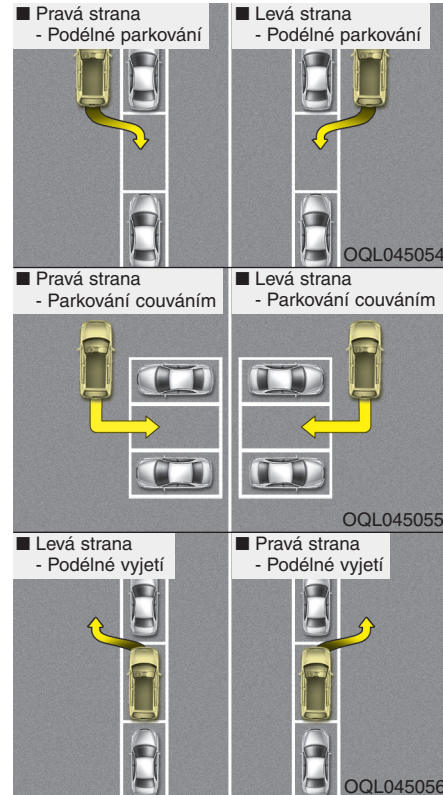 ■ Pravá strana
- Podélné parkování
■ Levá strana
- Podélné parkování
OQL045054
■ Pravá strana
- Parkování couváním
■ Levá strana
- Parkování couváním
OQL045055
■ Levá strana
- Podélné vyjetí
■ Pravá strana
- Podélné vyjetí
OQL045056